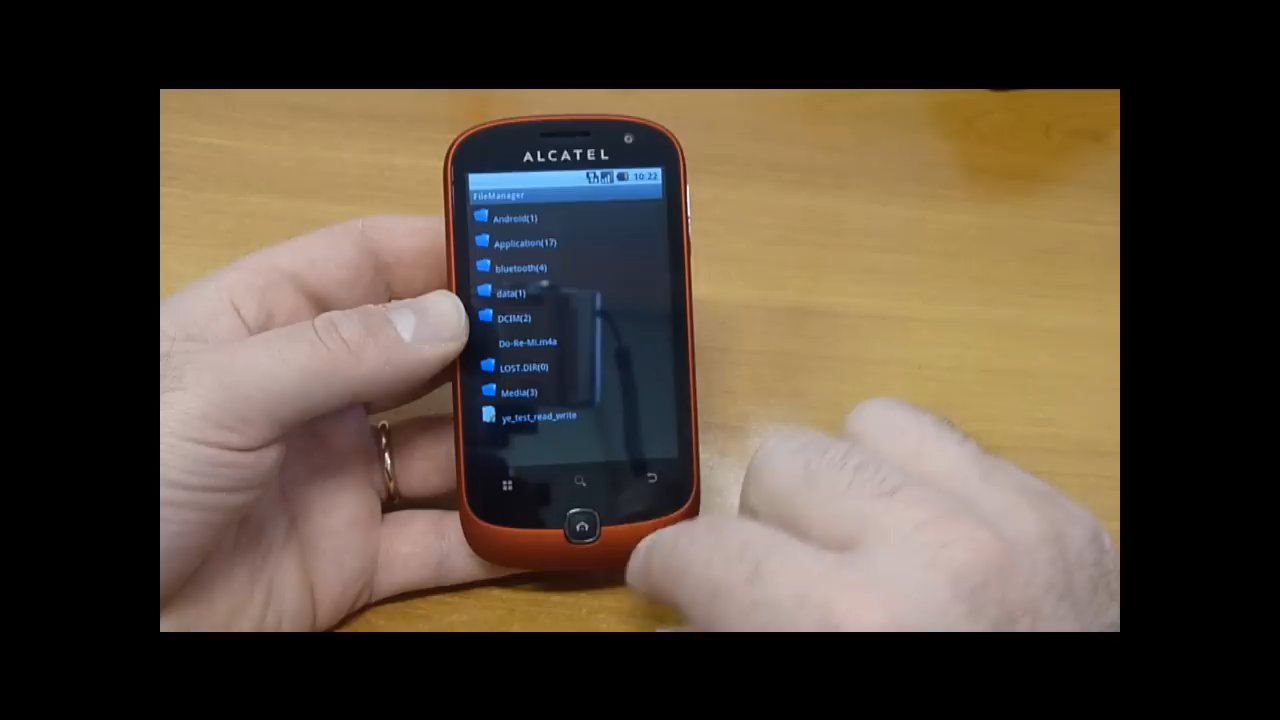 ALCATEL
10:22
FileManager
Android(1)
Application(17)
bluetooth(4)
data(1)
DCIM(2)
Do-Re-Mi.m4a
LOST.DIR(0)
Media(3)
ye_test_read_write